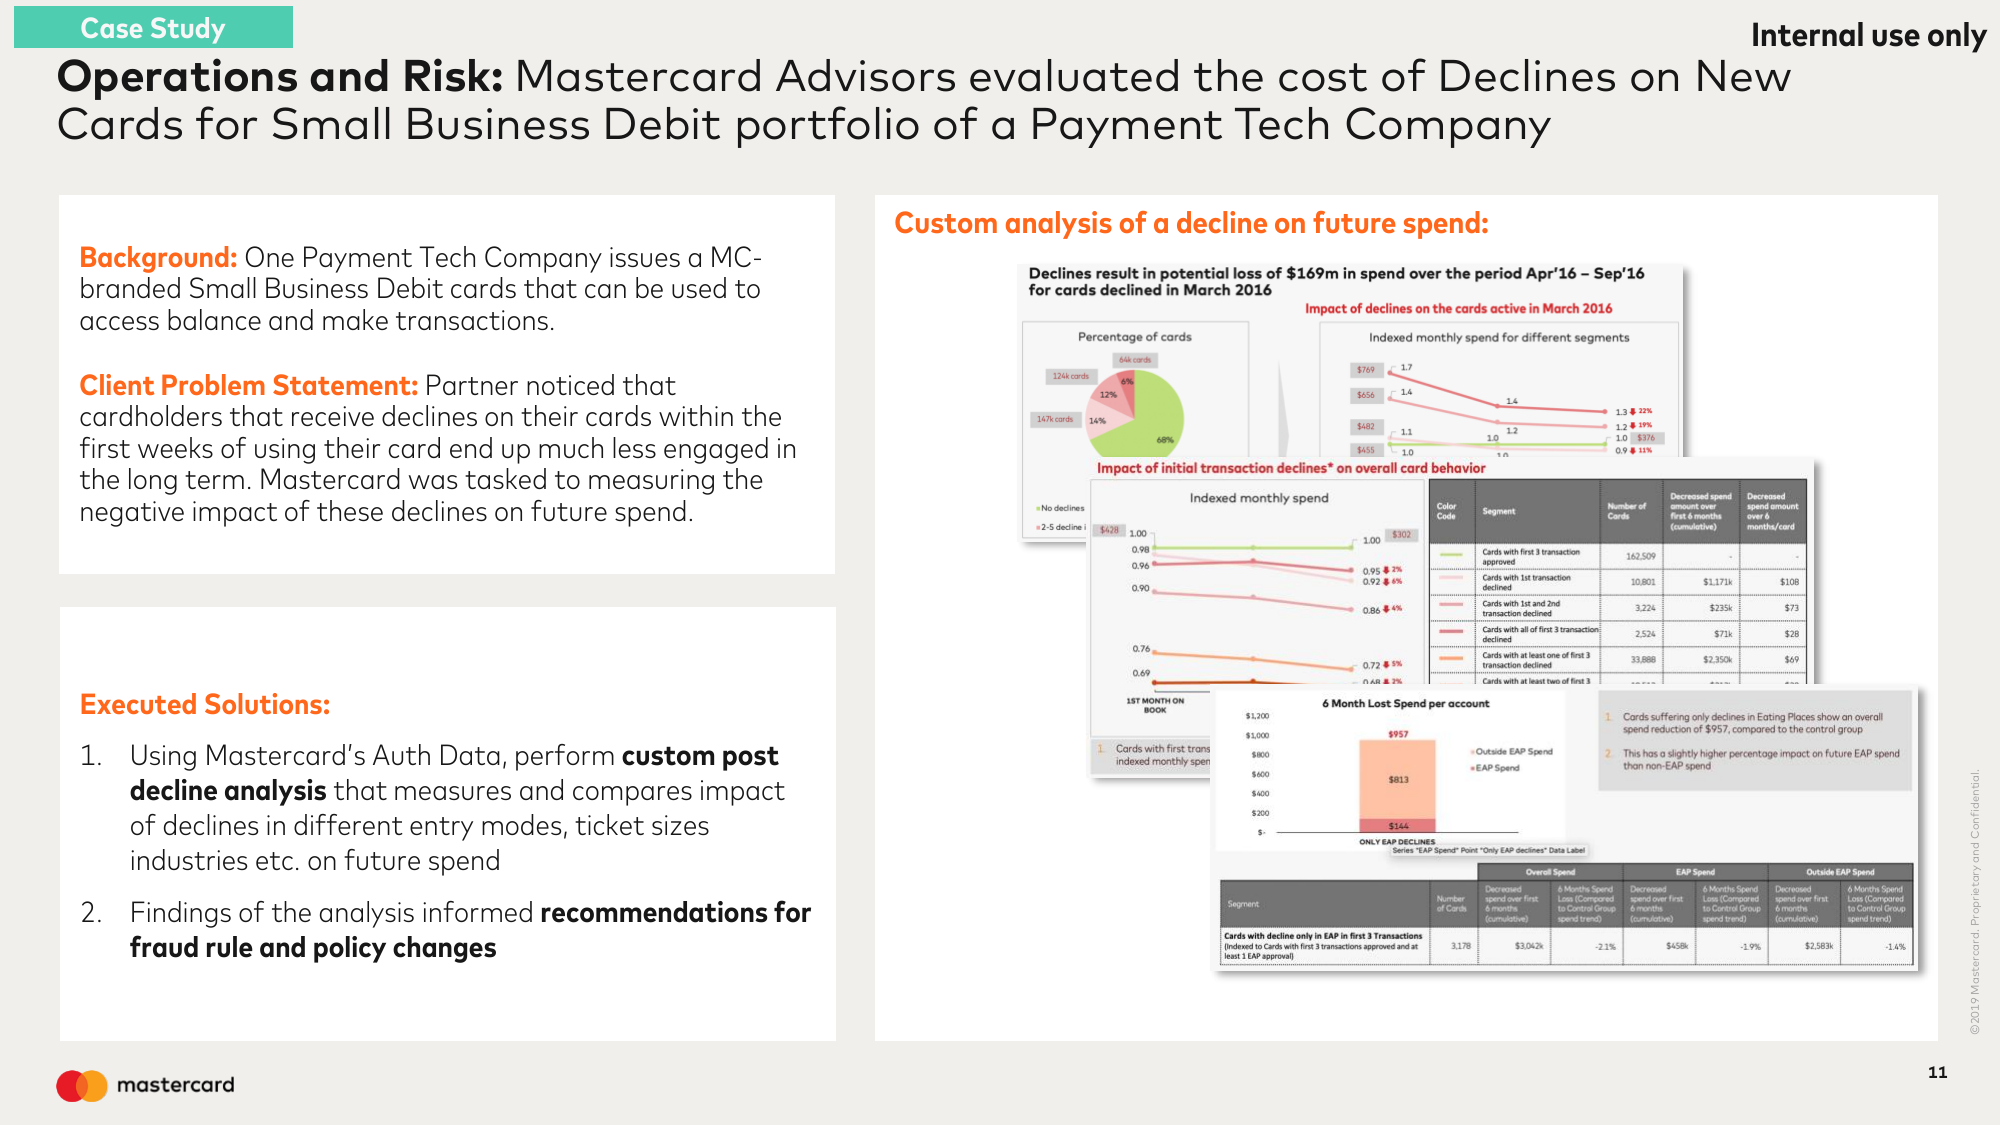 Case Study
Internal use only
Operations and Risk: Mastercard Advisors evaluated the cost of Declines on New
Cards for Small Business Debit portfolio of a Payment Tech Company
Background: One Payment Tech Company issues a MC-
branded Small Business Debit cards that can be used to
access balance and make transactions.
Client Problem Statement: Partner noticed that
cardholders that receive declines on their cards within the
first weeks of using their card end up much less engaged in
the long term. Mastercard was tasked to measuring the
negative impact of these declines on future spend.
Executed Solutions:
1. Using Mastercard's Auth Data, perform custom post
decline analysis that measures and compares impact
of declines in different entry modes, ticket sizes
industries etc. on future spend
2. Findings of the analysis informed recommendations for
fraud rule and policy changes
Custom analysis of a decline on future spend:
Declines result in potential loss of $169m in spend over the period Apr'16 – Sep'16
for cards declined in March 2016
Impact of declines on the cards active in March 2016
Percentage of cards
64k cards
124k cards
147k cards
6%
12%
14%
68%
No declines
2-5 decline
Indexed monthly spend for different segments
$769 1.7
$656 1.4
$482 1.1
$455 1.0
1.4
1.2
1.0
1.3 22%
1.2 19%
1.0 $376
0.9 11%
Impact of initial transaction declines* on overall card behavior
Indexed monthly spend
$428 1.00
0.98
0.96
0.90
0.76
0.69
1.00 $302
0.95 2%
0.92 6%
0.86 4%
0.72 5%
0.68 2%
1ST MONTH ON
BOOK
1. Cards with first trans
indexed monthly spen
Color Code Segment Number of Cards Decreased spend amount over first 6 months (cumulative) Decreased spend amount over 6 months/card
Cards with first 3 transaction approved 162,509 - -
Cards with 1st transaction declined 10,801 $1,171k $108
Cards with 1st and 2nd transaction declined 3,224 $235k $73
Cards with all of first 3 transaction declined 2,524 $71k $28
Cards with at least one of first 3 transaction declined 33,888 $2,350k $69
Cards with at least two of first 3
6 Month Lost Spend per account
$1,200
$1,000
$800
$600
$400
$200
$-
$957
$813
$144
Outside EAP Spend
EAP Spend
ONLY EAP DECLINES
Series "EAP Spend" Point "Only EAP declines" Data Label
1. Cards suffering only declines in Eating Places show an overall
spend reduction of $957, compared to the control group
2. This has a slightly higher percentage impact on future EAP spend
than non-EAP spend
Overall Spend EAP Spend Outside EAP Spend
Segment Number of Cards Decreased spend over first 6 months (cumulative) 6 Months Spend Loss (Compared to Control Group spend trend) Decreased spend over first 6 months (cumulative) 6 Months Spend Loss (Compared to Control Group spend trend) Decreased spend over first 6 months (cumulative) 6 Months Spend Loss (Compared to Control Group spend trend)
Cards with decline only in EAP in first 3 Transactions
(Indexed to Cards with first 3 transactions approved and at
least 1 EAP approval) 3,178 $3,042k -2.1% $458k -1.9% $2,583k -1.4%
©2019 Mastercard. Proprietary and Confidential.
mastercard
11